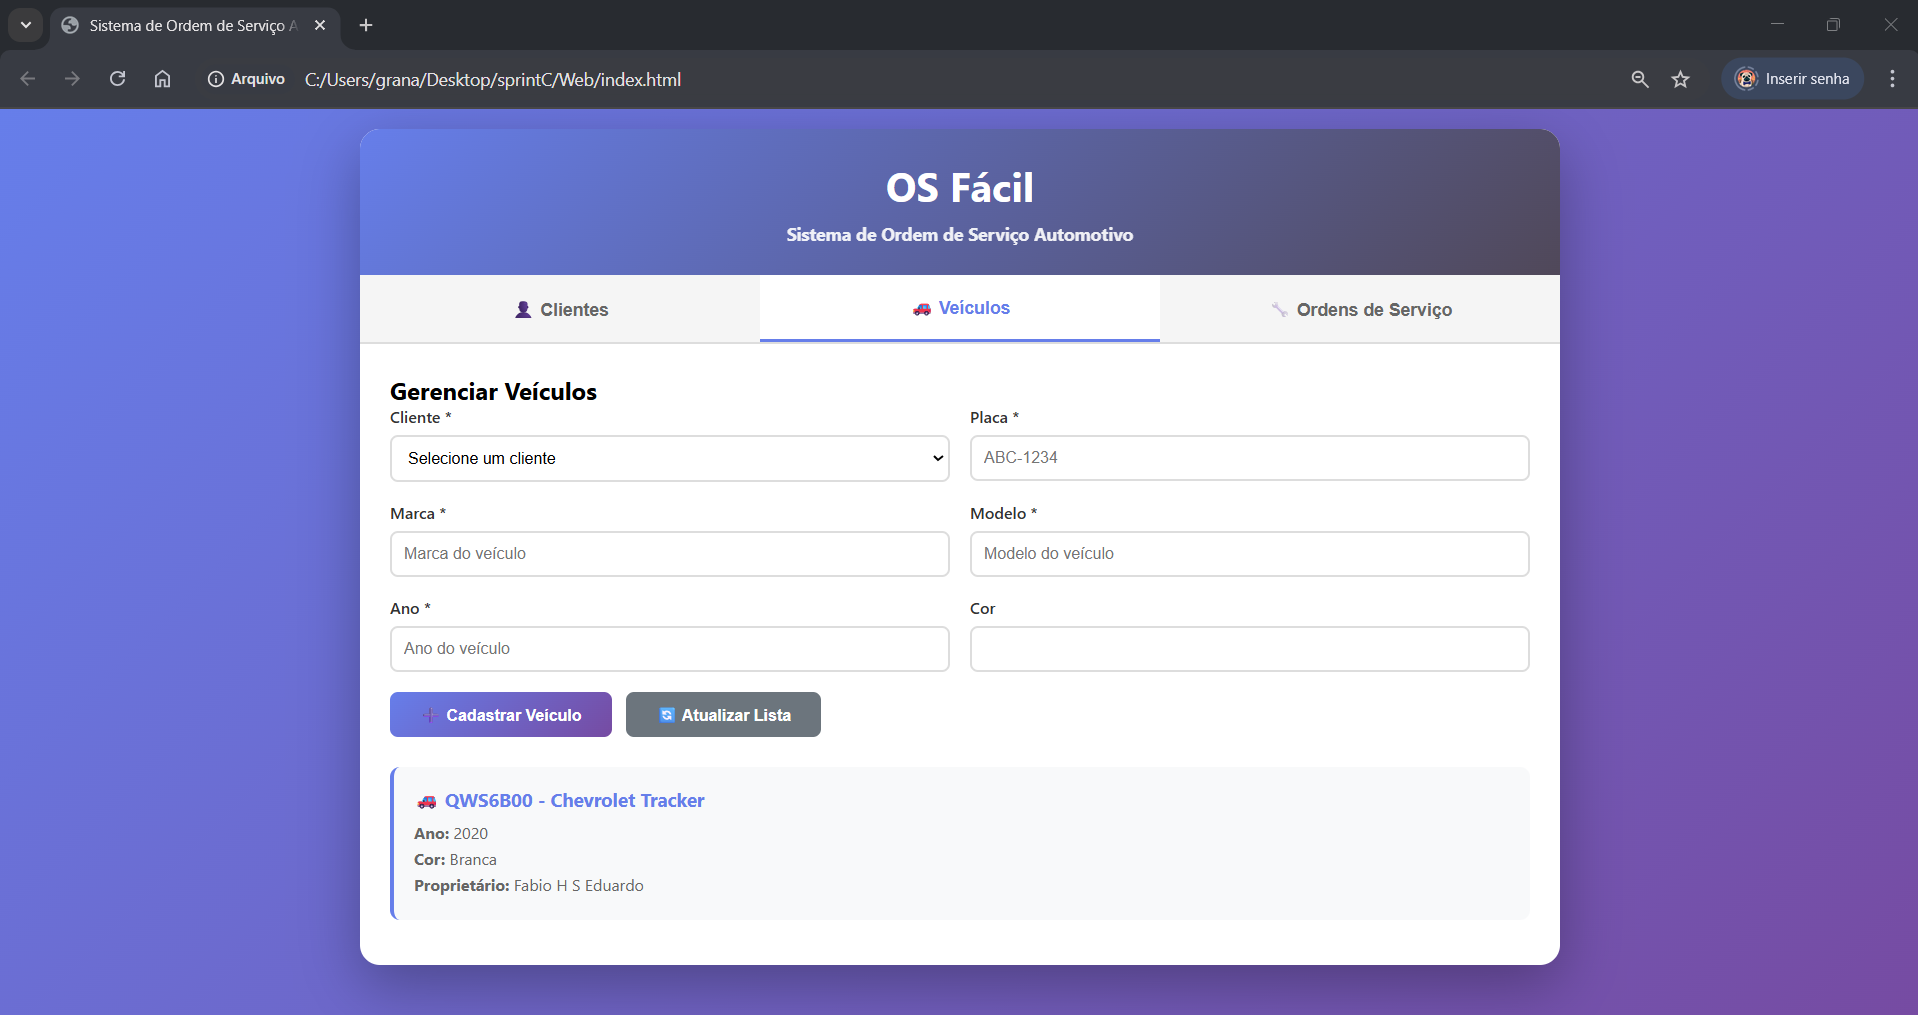 Sistema de Ordem de Serviço A
Arquivo
C:/Users/grana/Desktop/sprintC/Web/index.html
Inserir senha
OS Fácil
Sistema de Ordem de Serviço Automotivo
Clientes
Veículos
Ordens de Serviço
Gerenciar Veículos
Cliente *
Placa *
Selecione um cliente
ABC-1234
Marca *
Modelo *
Marca do veículo
Modelo do veículo
Ano *
Cor
Ano do veículo
Cadastrar Veículo
Atualizar Lista
QWS6B00 - Chevrolet Tracker
Ano: 2020
Cor: Branca
Proprietário: Fabio H S Eduardo